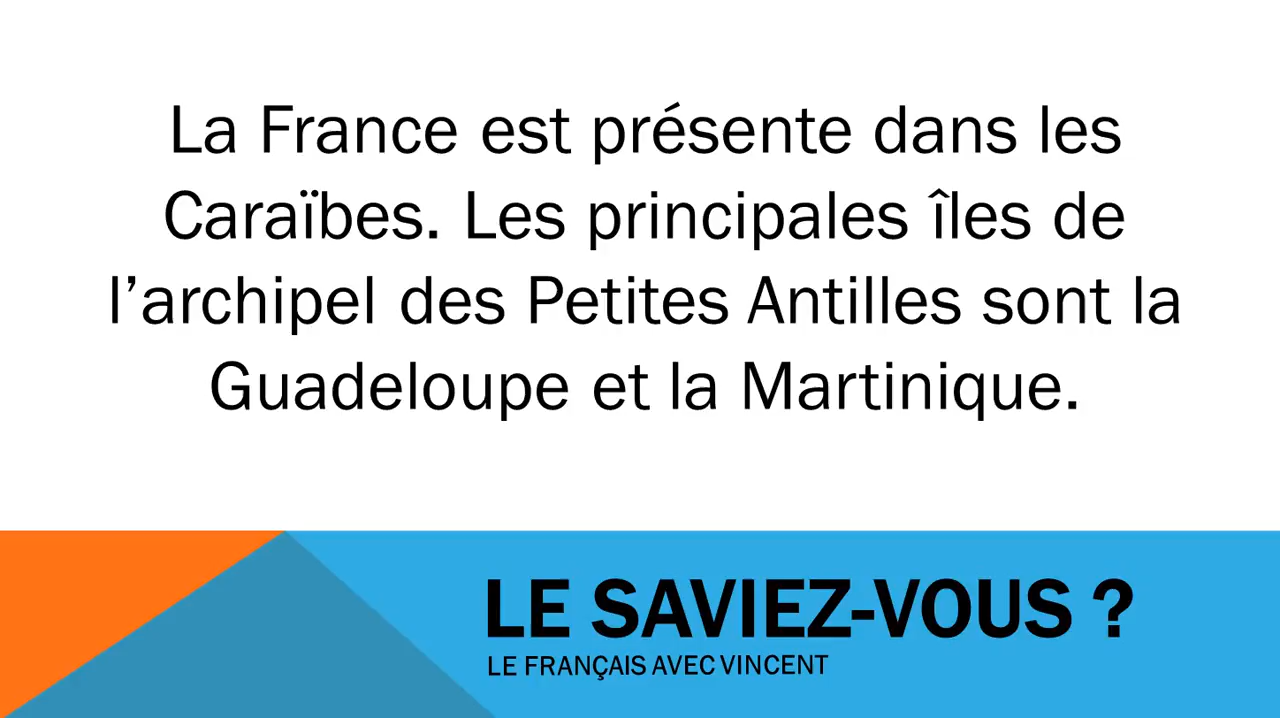 La France est présente dans les
Caraïbes. Les principales îles de
l’archipel des Petites Antilles sont la
Guadeloupe et la Martinique.
LE SAVIEZ-VOUS ?
LE FRANÇAIS AVEC VINCENT